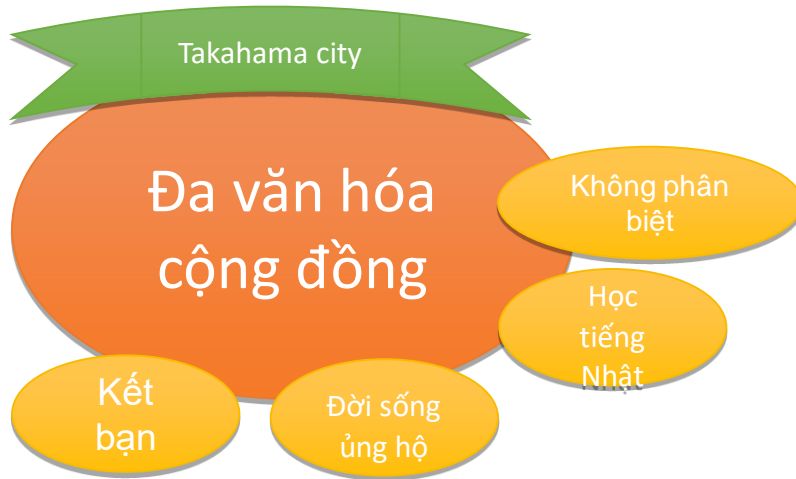 Takahama city
Đa văn hóa
cộng đồng
Không phân
biệt
Học
tiếng
Nhật
Kết
bạn
Đời sống
ủng hộ